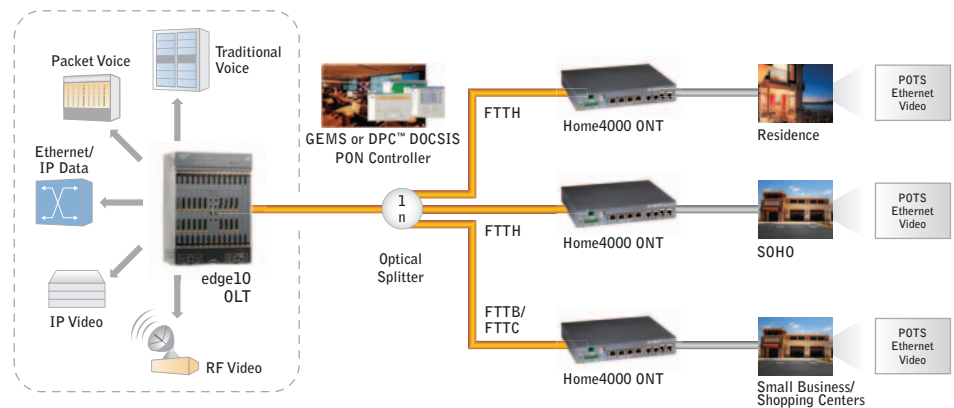 Packet Voice
Traditional
Voice
Ethernet/
IP Data
IP Video
RF Video
edge10
OLT
GEMS or DPC™ DOCSIS
PON Controller
1
n
Optical
Splitter
FTTH
Home4000 ONT
Residence
POTS
Ethernet
Video
FTTH
Home4000 ONT
SOHO
POTS
Ethernet
Video
FTTB/
FTTC
Home4000 ONT
Small Business/
Shopping Centers
POTS
Ethernet
Video